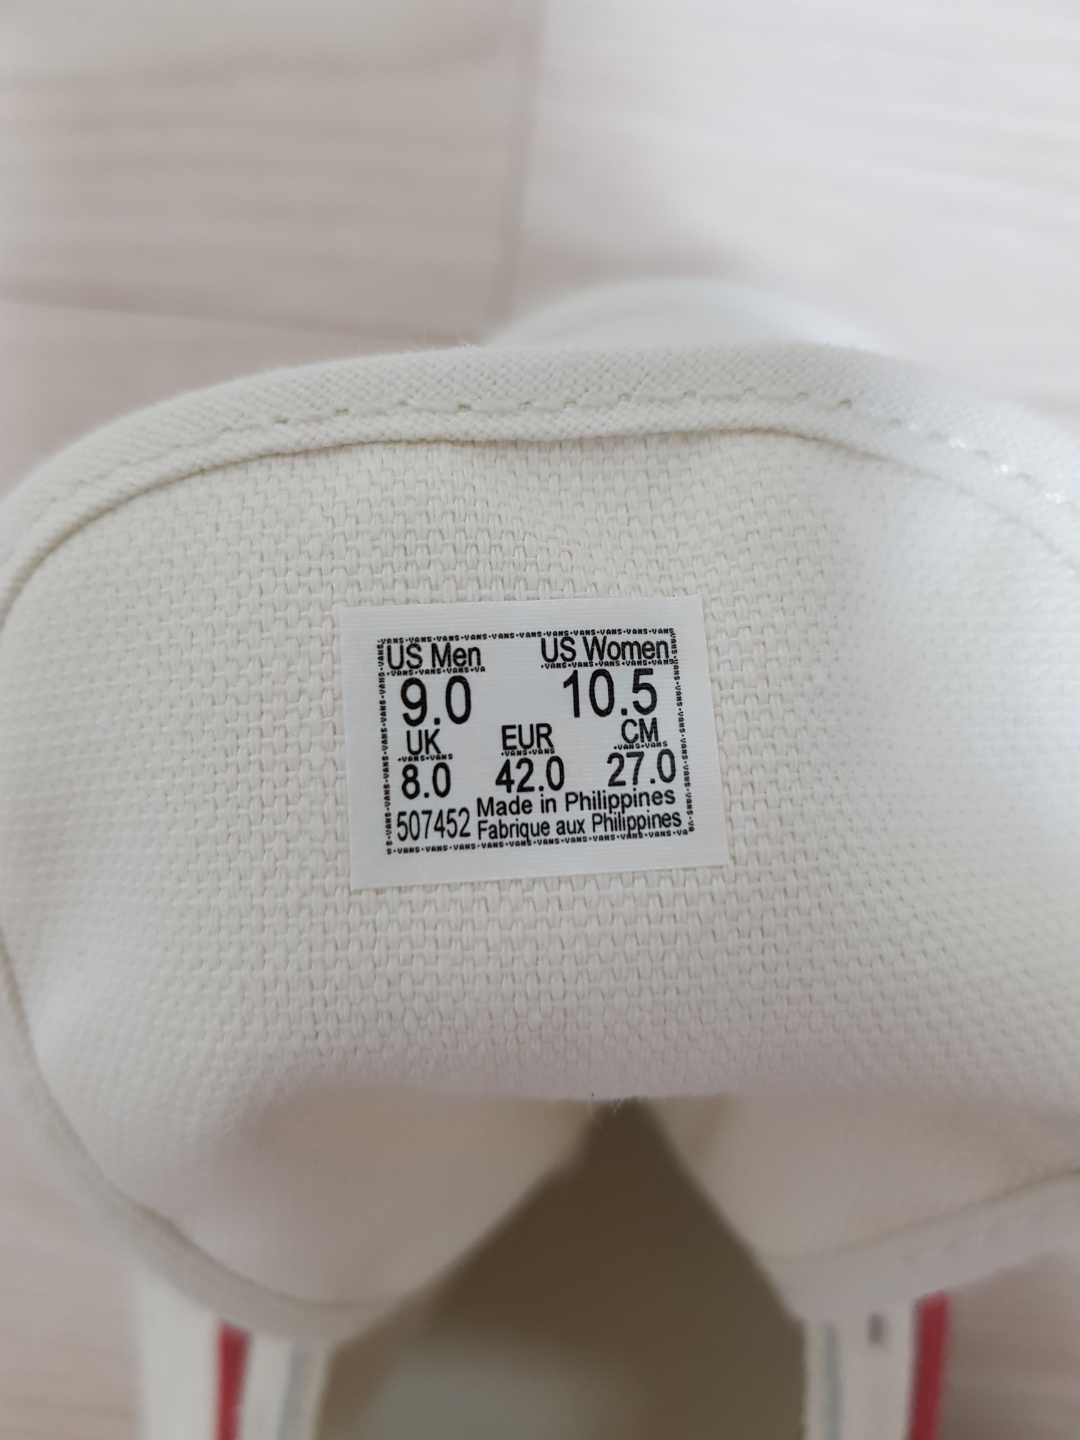 US Men US Women
9.0 10.5
UK EUR CM
8.0 42.0 27.0
507452 Made in Philippines
Fabrique aux Philippines